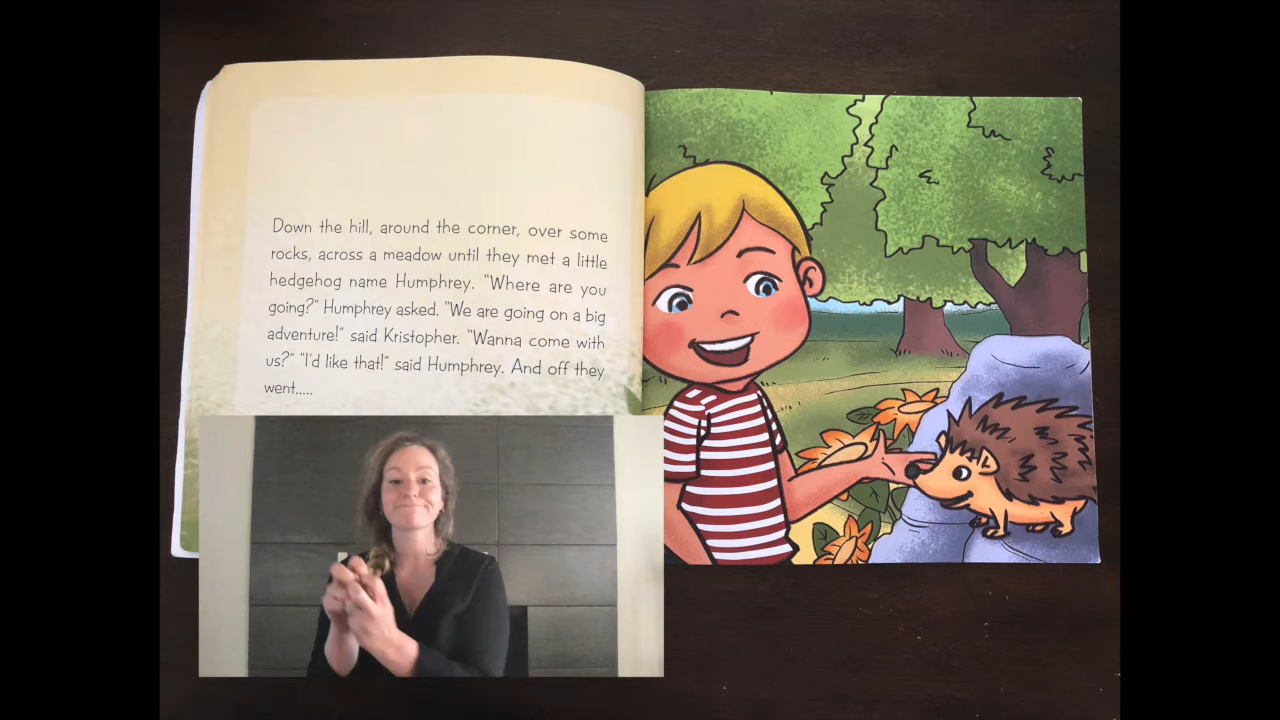 Down the hill, around the corner, over some
rocks, across a meadow until they met a little
hedgehog name Humphrey. "Where are you
going?" Humphrey asked. "We are going on a big
adventure!" said Kristopher. "Wanna come with
us?" "I'd like that!" said Humphrey. And off they
went.....